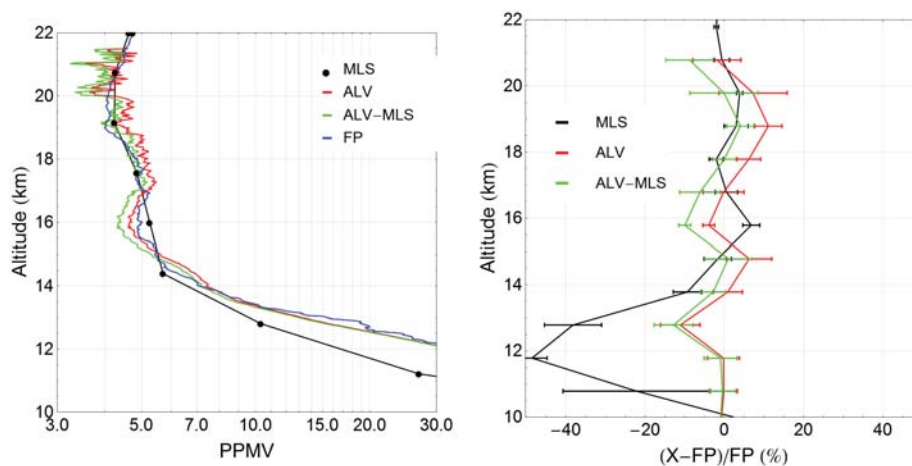 22
20
18
16
14
12
10
Altitude (km)
3.0 5.0 7.0 10.0 15.0 20.0 30.0
PPMV
MLS
ALV
ALV−MLS
FP
22
20
18
16
14
12
10
Altitude (km)
−40 −20 0 20 40
(X−FP)/FP (%)
MLS
ALV
ALV−MLS